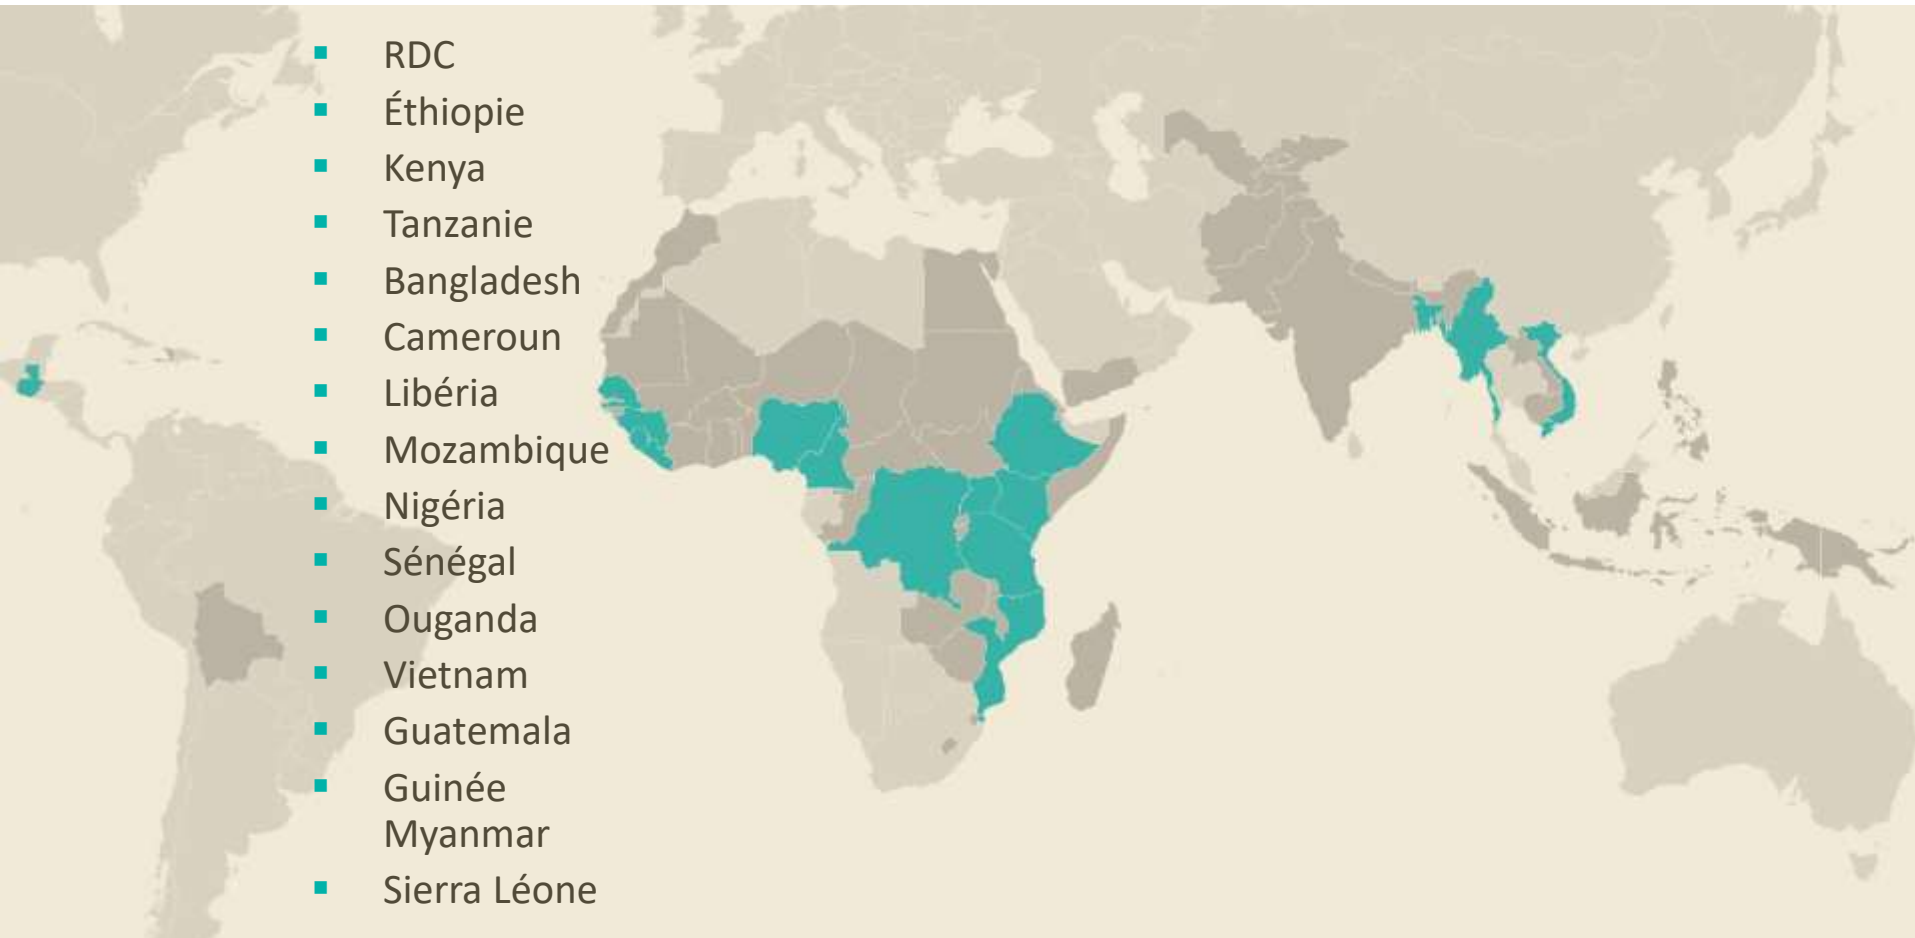 ▪ RDC
▪ Éthiopie
▪ Kenya
▪ Tanzanie
▪ Bangladesh
▪ Cameroun
▪ Libéria
▪ Mozambique
▪ Nigéria
▪ Sénégal
▪ Ouganda
▪ Vietnam
▪ Guatemala
▪ Guinée
Myanmar
▪ Sierra Léone